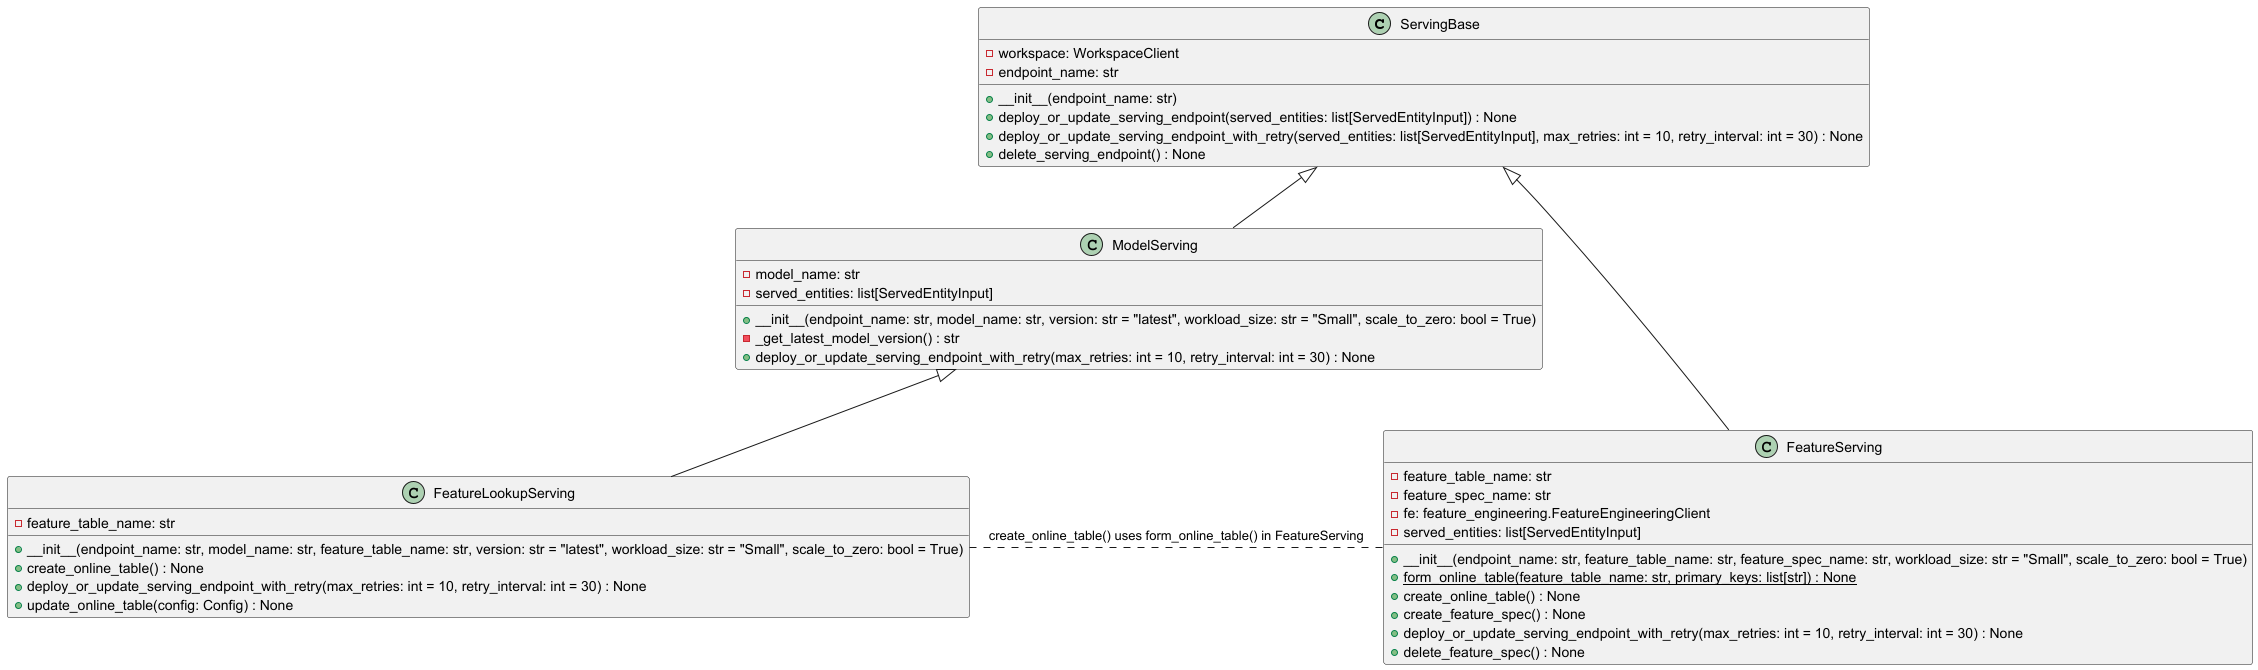 C ServingBase
workspace: WorkspaceClient
endpoint_name: str
__init__(endpoint_name: str)
deploy_or_update_serving_endpoint(served_entities: list[ServedEntityInput]) : None
deploy_or_update_serving_endpoint_with_retry(served_entities: list[ServedEntityInput], max_retries: int = 10, retry_interval: int = 30) : None
delete_serving_endpoint() : None
C ModelServing
model_name: str
served_entities: list[ServedEntityInput]
__init__(endpoint_name: str, model_name: str, version: str = "latest", workload_size: str = "Small", scale_to_zero: bool = True)
_get_latest_model_version() : str
deploy_or_update_serving_endpoint_with_retry(max_retries: int = 10, retry_interval: int = 30) : None
C FeatureLookupServing
feature_table_name: str
__init__(endpoint_name: str, model_name: str, feature_table_name: str, version: str = "latest", workload_size: str = "Small", scale_to_zero: bool = True)
create_online_table() : None
deploy_or_update_serving_endpoint_with_retry(max_retries: int = 10, retry_interval: int = 30) : None
update_online_table(config: Config) : None
create_online_table() uses form_online_table() in FeatureServing
C FeatureServing
feature_table_name: str
feature_spec_name: str
fe: feature_engineering.FeatureEngineeringClient
served_entities: list[ServedEntityInput]
__init__(endpoint_name: str, feature_table_name: str, feature_spec_name: str, workload_size: str = "Small", scale_to_zero: bool = True)
form_online_table(feature_table_name: str, primary_keys: list[str]) : None
create_online_table() : None
create_feature_spec() : None
deploy_or_update_serving_endpoint_with_retry(max_retries: int = 10, retry_interval: int = 30) : None
delete_feature_spec() : None